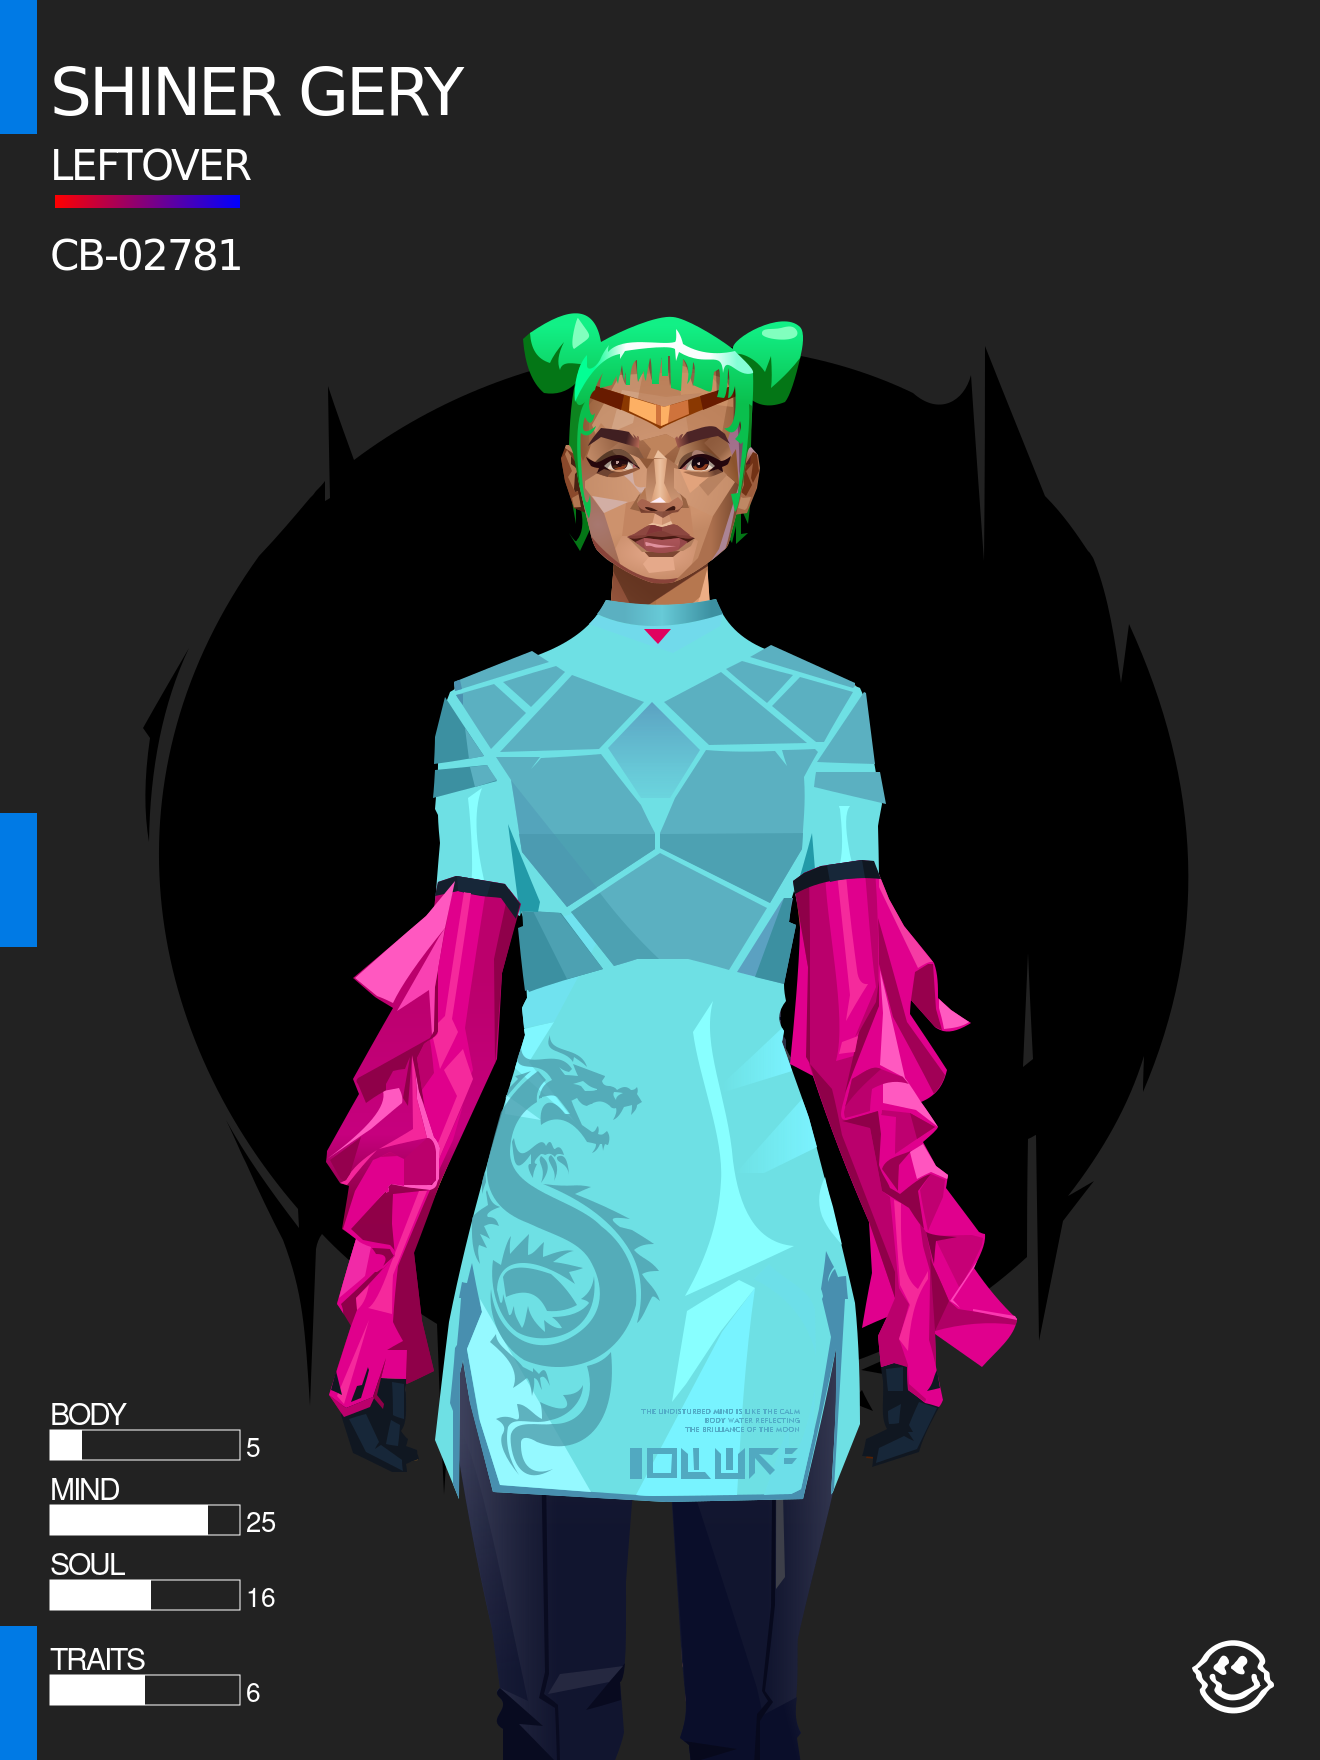 SHINER GERY
LEFTOVER
CB-02781
THE UNDISTURBED MIND IS LIKE THE CALM
BODY WATER REFLECTING
THE BRILLIANCE OF THE MOON
BODY
5
MIND
25
SOUL
16
TRAITS
6